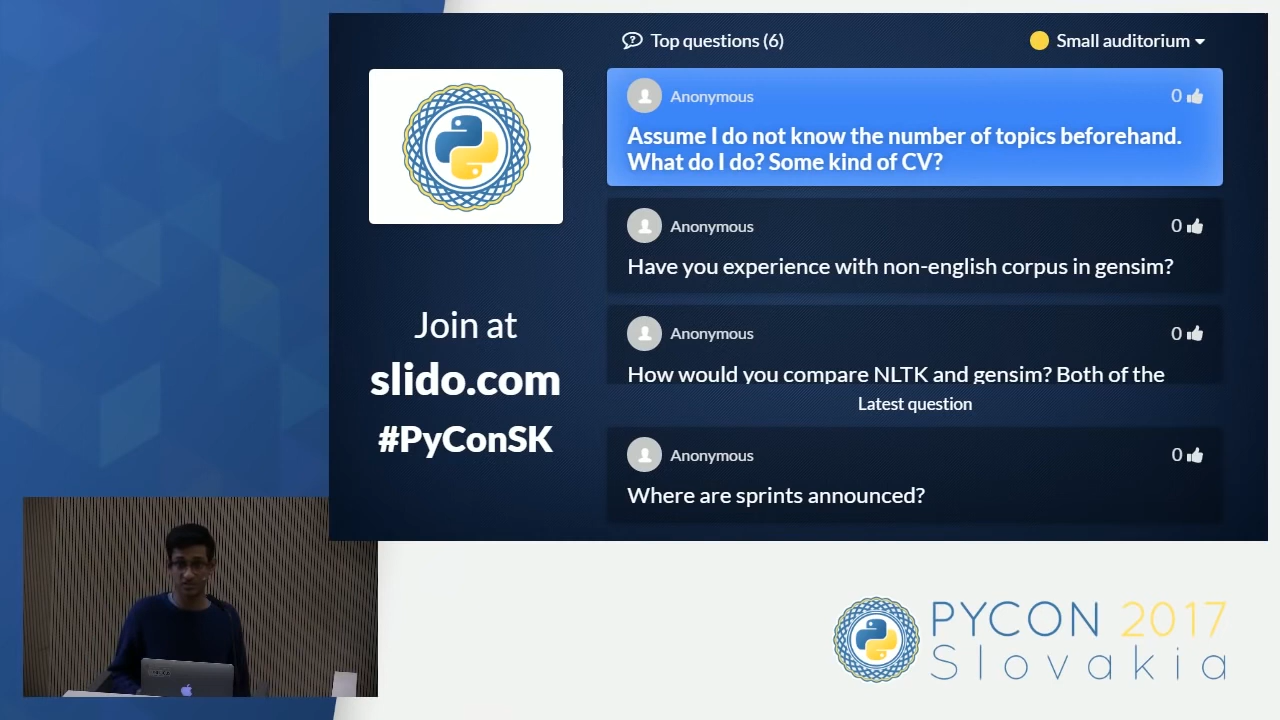 Top questions (6)
Small auditorium
Anonymous
0
Assume I do not know the number of topics beforehand.
What do I do? Some kind of CV?
Anonymous
0
Have you experience with non-english corpus in gensim?
Anonymous
0
How would you compare NLTK and gensim? Both of the
Latest question
Anonymous
0
Where are sprints announced?
Join at
slido.com
#PyConSK
PYCON 2017
Slovakia